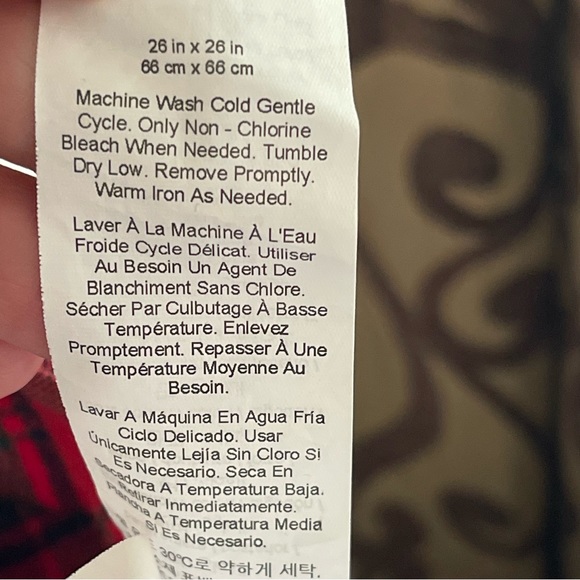 26 in x 26 in
66 cm x 66 cm
Machine Wash Cold Gentle
Cycle. Only Non - Chlorine
Bleach When Needed. Tumble
Dry Low. Remove Promptly.
Warm Iron As Needed.
Laver À La Machine À L'Eau
Froide Cycle Délicat. Utiliser
Au Besoin Un Agent De
Blanchiment Sans Chlore.
Sécher Par Culbutage À Basse
Température. Enlevez
Promptement. Repasser À Une
Température Moyenne Au
Besoin.
Lavar A Máquina En Agua Fría
Ciclo Delicado. Usar
Únicamente Lejía Sin Cloro Si
Es Necesario. Seca En
Secadora A Temperatura Baja.
Retirar Inmediatamente.
Plancha A Temperatura Media
Si Es Necesario.
30℃로 약하게 세탁.